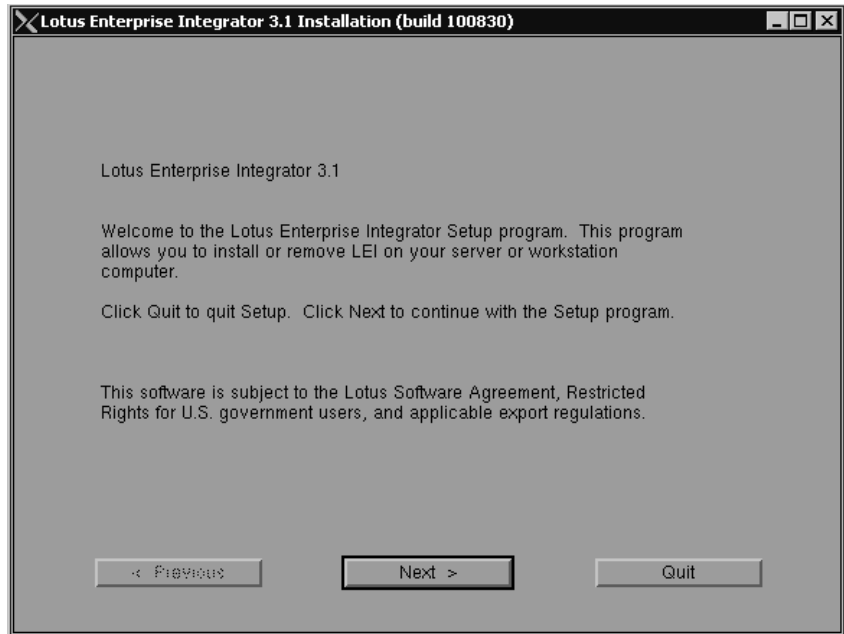 Lotus Enterprise Integrator 3.1 Installation (build 100830)
Lotus Enterprise Integrator 3.1
Welcome to the Lotus Enterprise Integrator Setup program. This program
allows you to install or remove LEI on your server or workstation
computer.
Click Quit to quit Setup. Click Next to continue with the Setup program.
This software is subject to the Lotus Software Agreement, Restricted
Rights for U.S. government users, and applicable export regulations.
< Previous
Next >
Quit